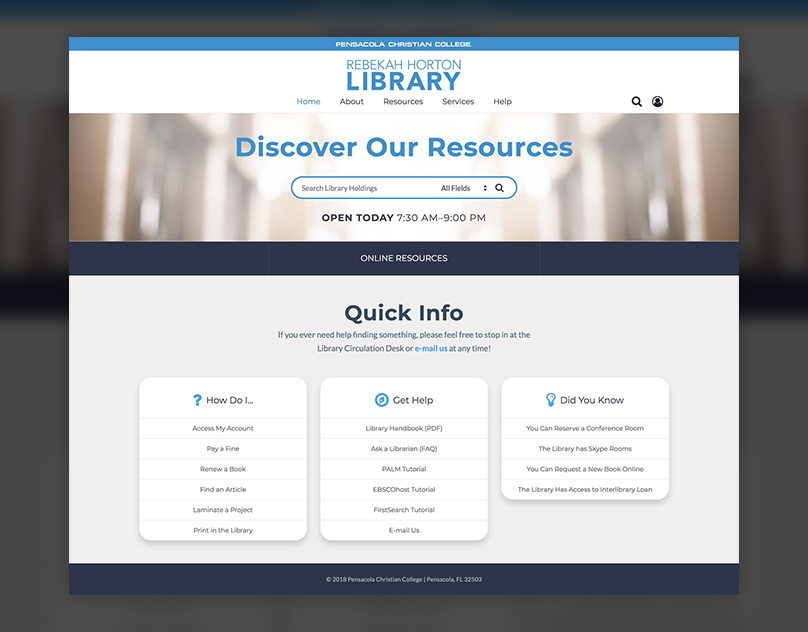 PENSACOLA CHRISTIAN COLLEGE
REBEKAH HORTON
LIBRARY
Home About Resources Services Help
Discover Our Resources
Search Library Holdings All Fields
OPEN TODAY 7:30 AM–9:00 PM
ONLINE RESOURCES
Quick Info
If you ever need help finding something, please feel free to stop in at the
Library Circulation Desk or e-mail us at any time!
? How Do I...
Access My Account
Pay a Fine
Renew a Book
Find an Article
Laminate a Project
Print in the Library
Get Help
Library Handbook (PDF)
Ask a Librarian (FAQ)
PALM Tutorial
EBSCOhost Tutorial
FirstSearch Tutorial
E-mail Us
Did You Know
You Can Reserve a Conference Room
The Library has Skype Rooms
You Can Request a New Book Online
The Library Has Access to Interlibrary Loan
© 2018 Pensacola Christian College | Pensacola, FL 32503